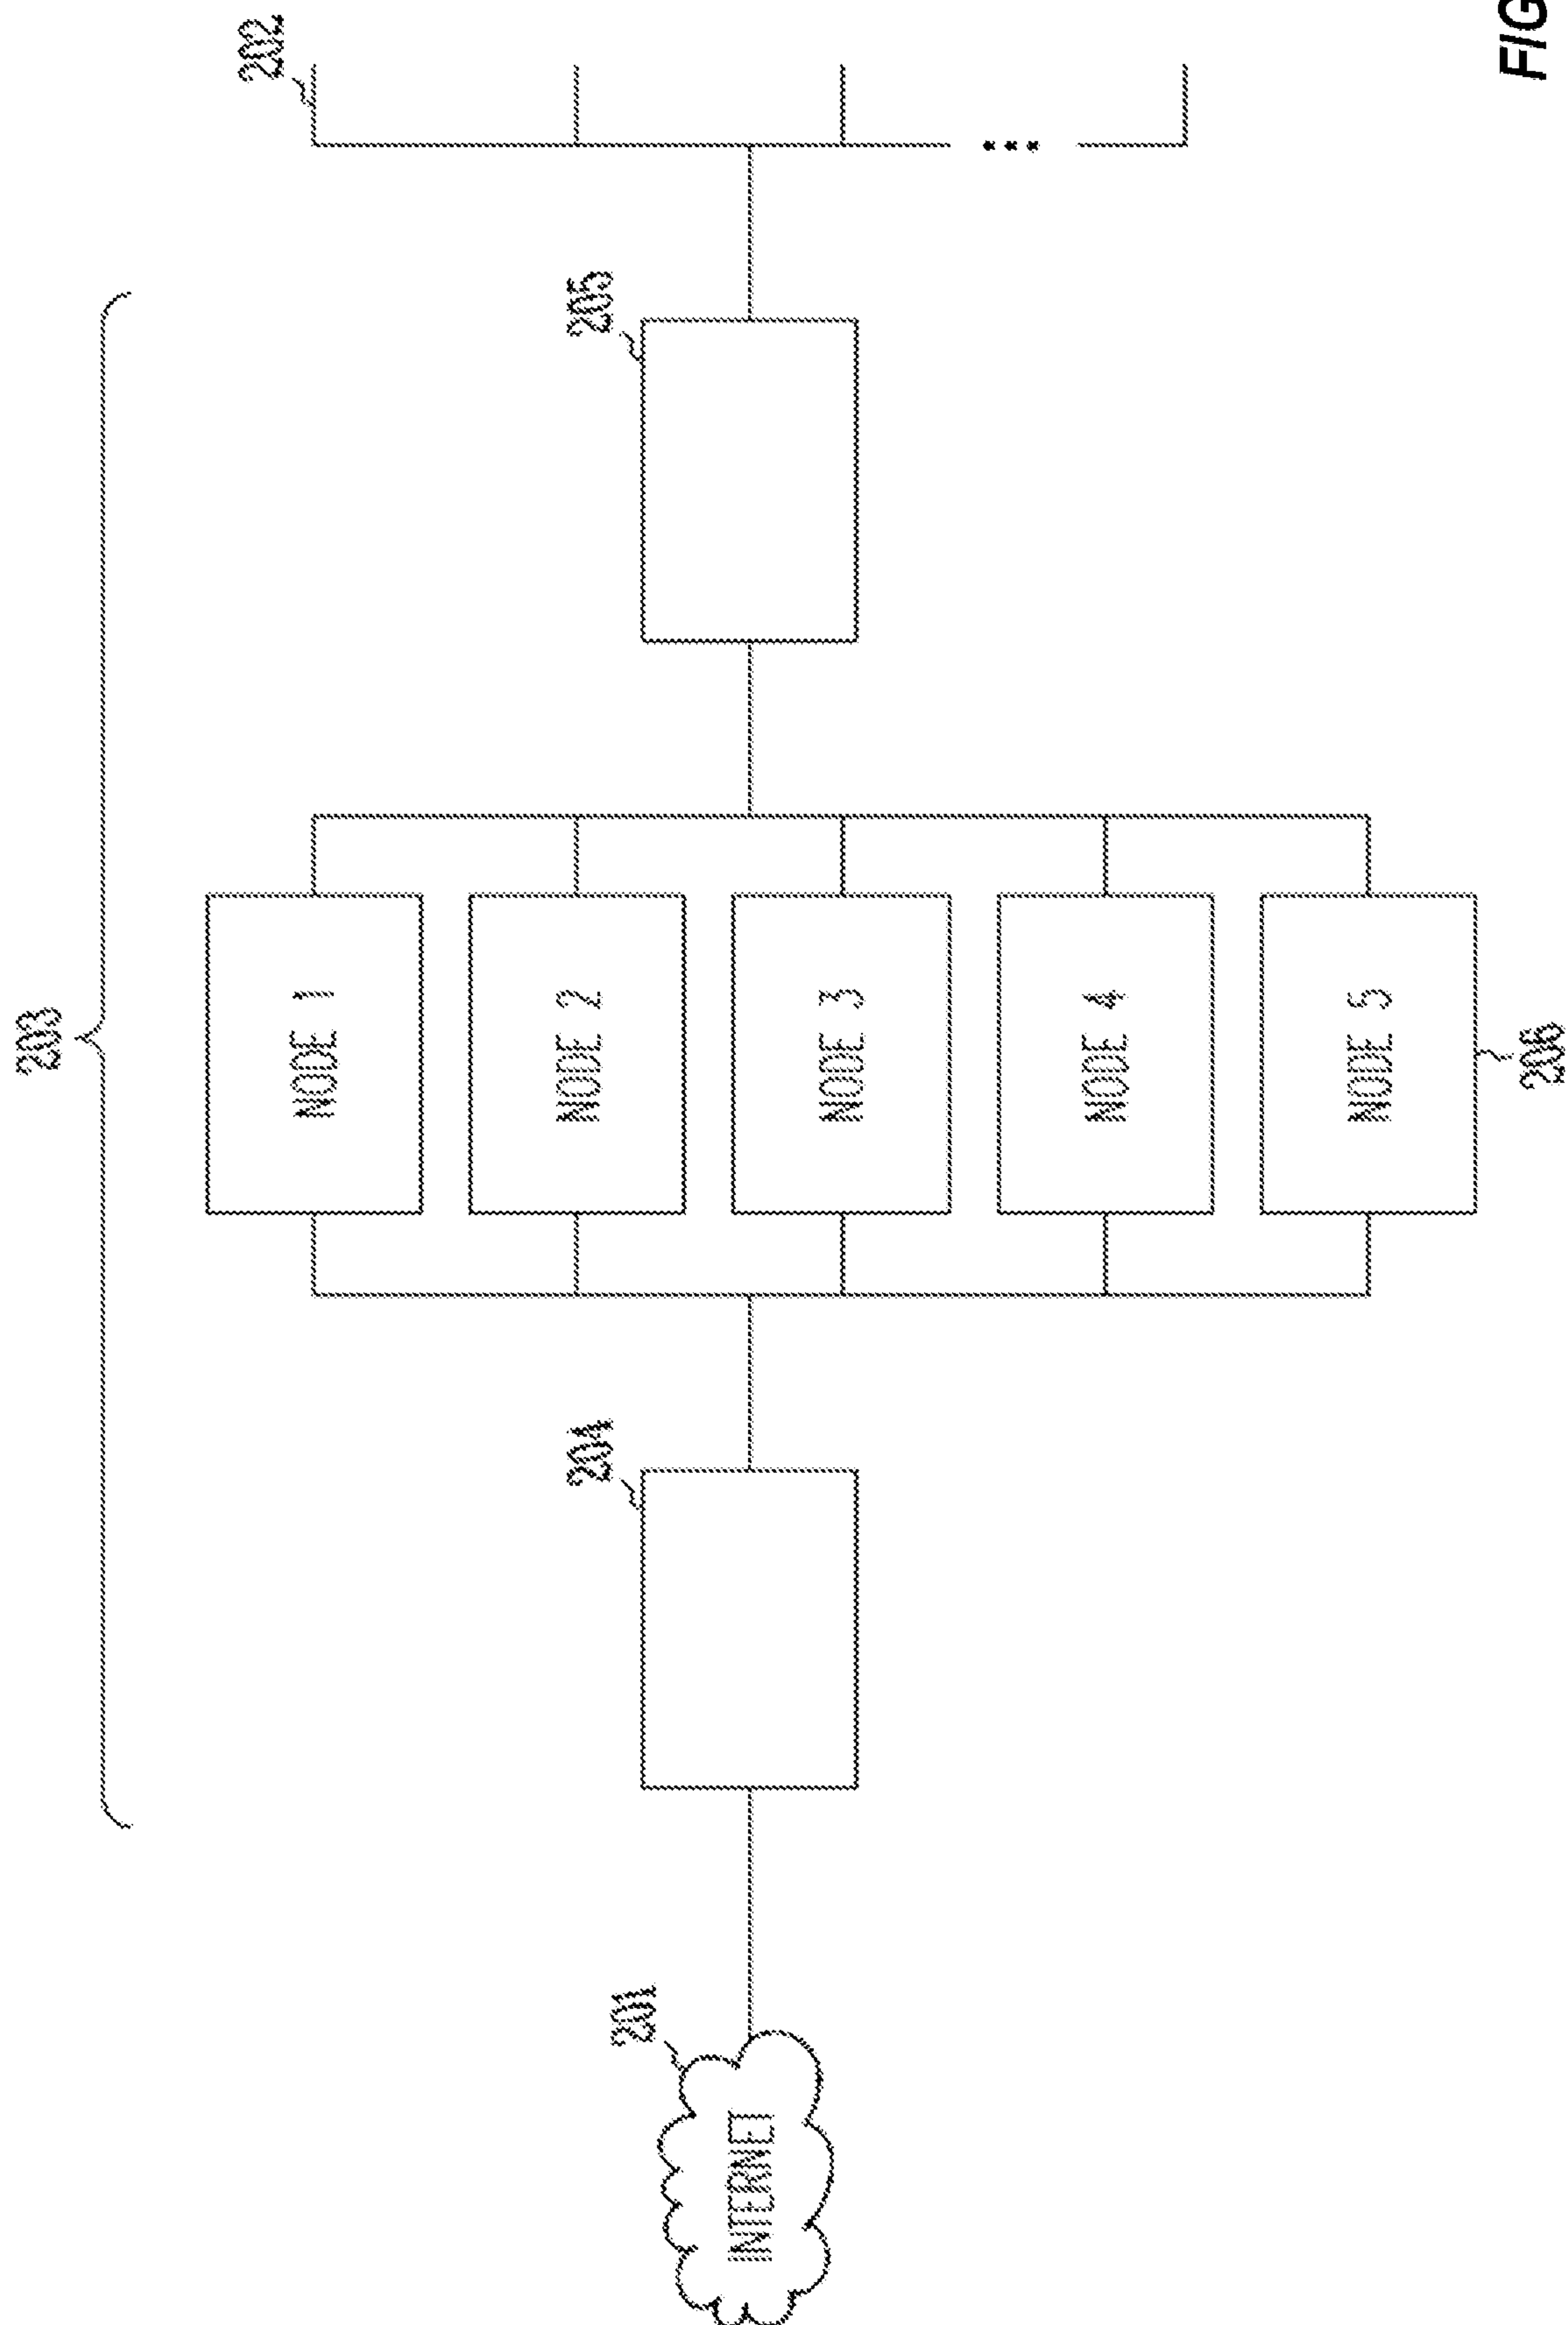 203
202
205
204
201
INTERNET
NODE 1
NODE 2
NODE 3
NODE 4
NODE 5
206
FIG